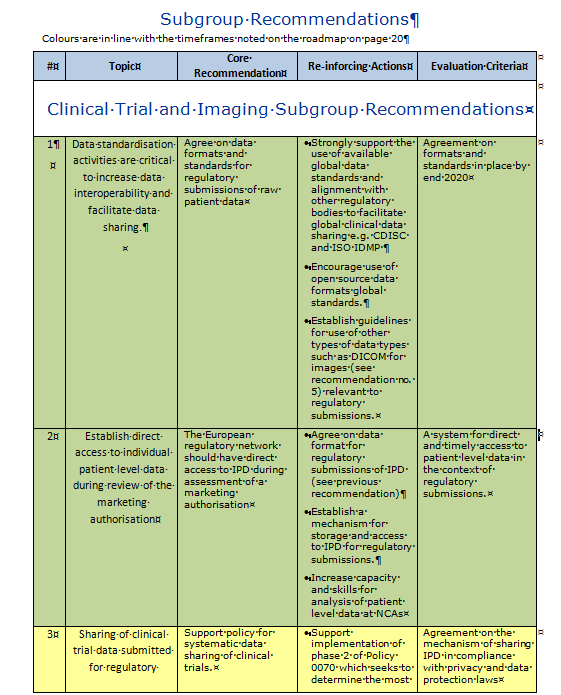 Subgroup Recommendations¶
Colours are in line with the timeframes noted on the roadmap on page 20¶
#¤
Topic¤
Core Recommendation¤
Re-inforcing Actions¤
Evaluation Criteria¤
Clinical Trial and Imaging Subgroup Recommendations¤
1¶
¤
Data standardisation
activities are critical
to increase data
interoperability and
facilitate data
sharing.¶
¤
Agree on data
formats and
standards for
regulatory
submissions of raw
patient data¤
•Strongly support the
use of available
global data
standards and
alignment with
other regulatory
bodies to facilitate
global clinical data
sharing e.g. CDISC
and ISO IDMP¶
•Encourage use of
open source data
formats global
standards.¶
•Establish guidelines
for use of other
types of data types
such as DICOM for
images (see
recommendation no.
5) relevant to
regulatory
submissions.¤
Agreement on
formats and
standards in place by
end 2020¤
2¤
Establish direct
access to individual
patient level data
during review of the
marketing
authorisation¤
The European
regulatory network
should have direct
access to IPD during
assessment of a
marketing
authorisation¤
•Agree on data
format for
regulatory
submissions of IPD
(see previous
recommendation)¶
•Establish a
mechanism for
storage and access
to IPD for regulatory
submissions.¶
•Increase capacity
and skills for
analysis of patient
level data at NCAs¤
A system for direct
and timely access to
patient level data in
the context of
regulatory
submissions.¤
3¤
Sharing of clinical
trial data submitted
for regulatory
Support policy for
systematic data
sharing of clinical
trials.¤
•Support
implementation of
phase 2 of Policy
0070 which seeks to
determine the most
Agreement on the
mechanism of sharing
IPD in compliance
with privacy and data
protection laws¤